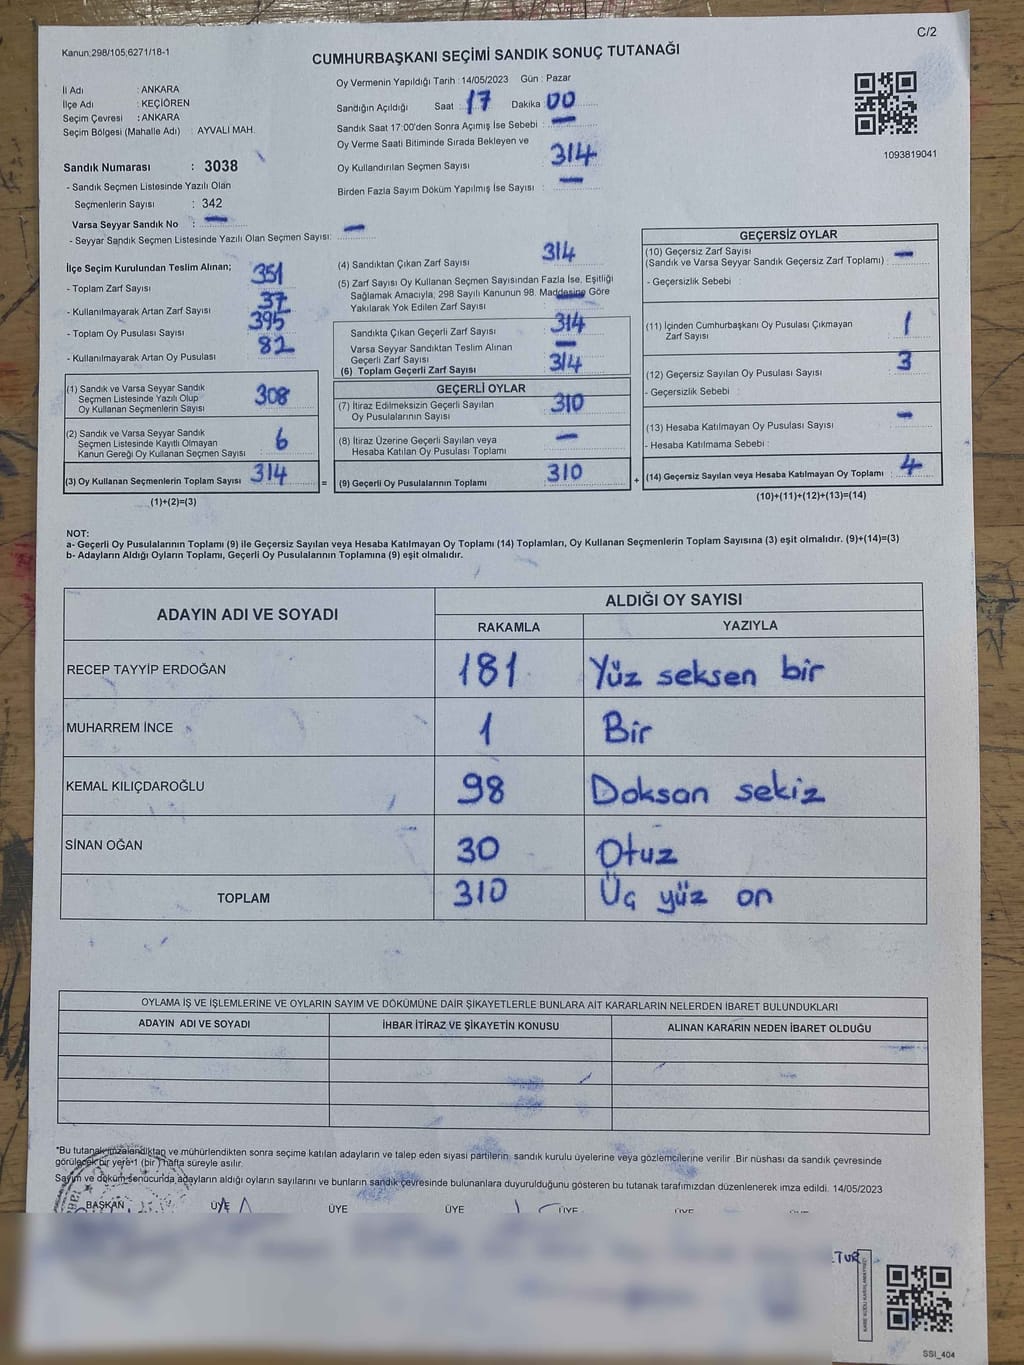 C/2
Kanun:298/105;6271/18-1
CUMHURBAŞKANI SEÇİMİ SANDIK SONUÇ TUTANAĞI
İl Adı : ANKARA
İlçe Adı : KEÇİÖREN
Seçim Çevresi : ANKARA
Seçim Bölgesi (Mahalle Adı) : AYVALI MAH.
Sandık Numarası : 3038
- Sandık Seçmen Listesinde Yazılı Olan
Seçmenlerin Sayısı : 342
Varsa Seyyar Sandık No : —
- Seyyar Sandık Seçmen Listesinde Yazılı Olan Seçmen Sayısı: —
Oy Vermenin Yapıldığı Tarih : 14/05/2023 Gün : Pazar
Sandığın Açıldığı Saat : 17 Dakika : 00
Sandık Saat 17:00'den Sonra Açımış İse Sebebi : —
Oy Verme Saati Bitiminde Sırada Bekleyen ve
Oy Kullandırılan Seçmen Sayısı 314
Birden Fazla Sayım Döküm Yapılmış İse Sayısı : —
1093819041
İlçe Seçim Kurulundan Teslim Alınan;
- Toplam Zarf Sayısı 351
- Kullanılmayarak Artan Zarf Sayısı 37
- Toplam Oy Pusulası Sayısı 395
- Kullanılmayarak Artan Oy Pusulası 82
(1) Sandık ve Varsa Seyyar Sandık
Seçmen Listesinde Yazılı Olup
Oy Kullanan Seçmenlerin Sayısı 308
(2) Sandık ve Varsa Seyyar Sandık
Seçmen Listesinde Kayıtlı Olmayan
Kanun Gereği Oy Kullanan Seçmen Sayısı 6
(3) Oy Kullanan Seçmenlerin Toplam Sayısı 314
(1)+(2)=(3)
(4) Sandıktan Çıkan Zarf Sayısı 314
(5) Zarf Sayısı Oy Kullanan Seçmen Sayısından Fazla İse, Eşitliği
Sağlamak Amacıyla, 298 Sayılı Kanunun 98. Maddesine Göre
Yakılarak Yok Edilen Zarf Sayısı : —
Sandıkta Çıkan Geçerli Zarf Sayısı 314
Varsa Seyyar Sandıktan Teslim Alınan
Geçerli Zarf Sayısı —
(6) Toplam Geçerli Zarf Sayısı : 314
GEÇERLİ OYLAR
(7) İtiraz Edilmeksizin Geçerli Sayılan
Oy Pusulalarının Sayısı 310
(8) İtiraz Üzerine Geçerli Sayılan veya
Hesaba Katılan Oy Pusulası Toplamı —
=
(9) Geçerli Oy Pusulalarının Toplamı 310
+
GEÇERSİZ OYLAR
(10) Geçersiz Zarf Sayısı
(Sandık ve Varsa Seyyar Sandık Geçersiz Zarf Toplamı) : —
- Geçersizlik Sebebi :
(11) İçinden Cumhurbaşkanı Oy Pusulası Çıkmayan
Zarf Sayısı 1
(12) Geçersiz Sayılan Oy Pusulası Sayısı 3
- Geçersizlik Sebebi :
(13) Hesaba Katılmayan Oy Pusulası Sayısı —
- Hesaba Katılmama Sebebi :
(14) Geçersiz Sayılan veya Hesaba Katılmayan Oy Toplamı : 4
(10)+(11)+(12)+(13)=(14)
NOT:
a- Geçerli Oy Pusulalarının Toplamı (9) ile Geçersiz Sayılan veya Hesaba Katılmayan Oy Toplamı (14) Toplamları, Oy Kullanan Seçmenlerin Toplam Sayısına (3) eşit olmalıdır. (9)+(14)=(3)
b- Adayların Aldığı Oyların Toplamı, Geçerli Oy Pusulalarının Toplamına (9) eşit olmalıdır.
ADAYIN ADI VE SOYADI ALDIĞI OY SAYISI
RAKAMLA YAZIYLA
RECEP TAYYİP ERDOĞAN 181 Yüz seksen bir
MUHARREM İNCE 1 Bir
KEMAL KILIÇDAROĞLU 98 Doksan sekiz
SİNAN OĞAN 30 Otuz
TOPLAM 310 Üç yüz on
OYLAMA İŞ VE İŞLEMLERİNE VE OYLARIN SAYIM VE DÖKÜMÜNE DAİR ŞİKAYETLERLE BUNLARA AİT KARARLARIN NELERDEN İBARET BULUNDUKLARI
ADAYIN ADI VE SOYADI İHBAR İTİRAZ VE ŞİKAYETİN KONUSU ALINAN KARARIN NEDEN İBARET OLDUĞU
*Bu tutanak imzalandıktan ve mühürlendikten sonra seçime katılan adayların ve talep eden siyasi partilerin, sandık kurulu üyelerine veya gözlemcilerine verilir .Bir nüshası da sandık çevresinde
görülecek bir yere 1 (bir ) hafta süreyle asılır.
Sayım ve döküm sonucunda adayların aldığı oyların sayılarını ve bunların sandık çevresinde bulunanlara duyurulduğunu gösteren bu tutanak tarafımızdan düzenlenerek imza edildi. 14/05/2023
BAŞKAN ÜYE ÜYE ÜYE ÜYE ÜYE
SSI_404